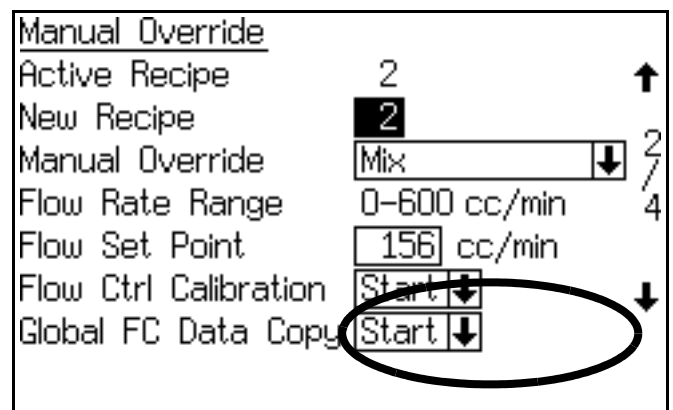 Manual Override
Active Recipe 2
New Recipe 2
Manual Override Mix
Flow Rate Range 0-600 cc/min
Flow Set Point 156 cc/min
Flow Ctrl Calibration Start
Global FC Data Copy Start
2/4